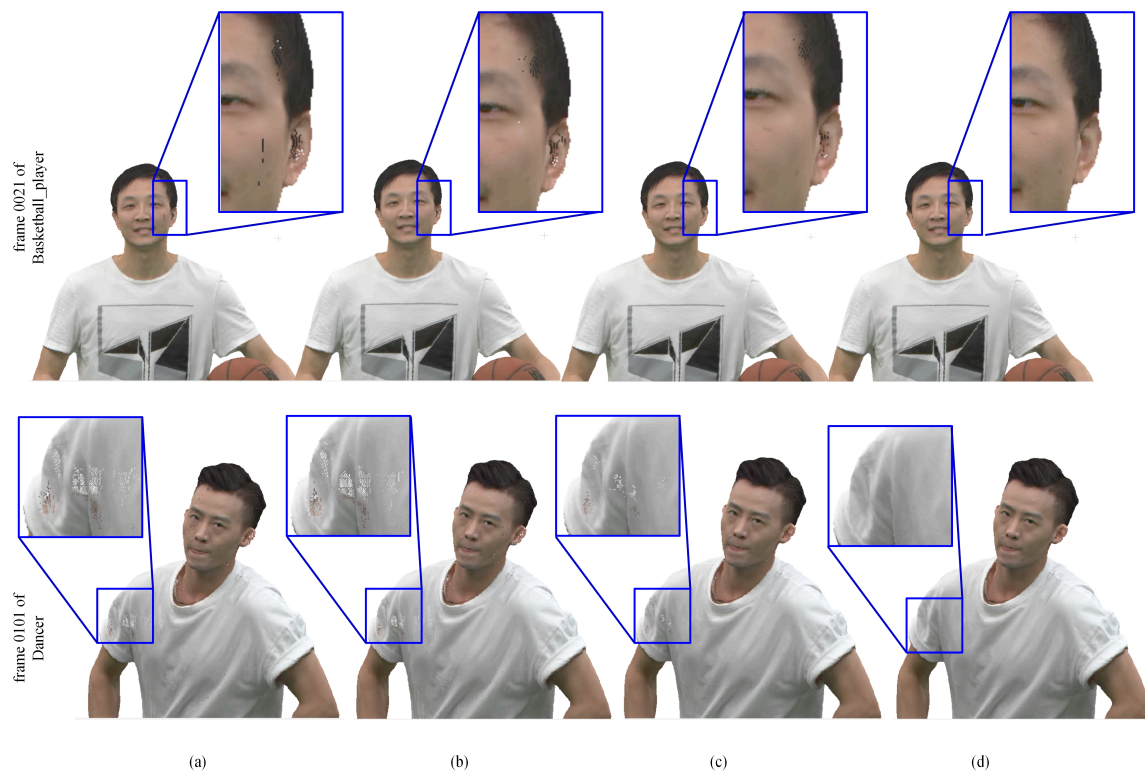 frame 0021 of
Basketball_player
frame 0101 of
Dancer
(a)
(b)
(c)
(d)